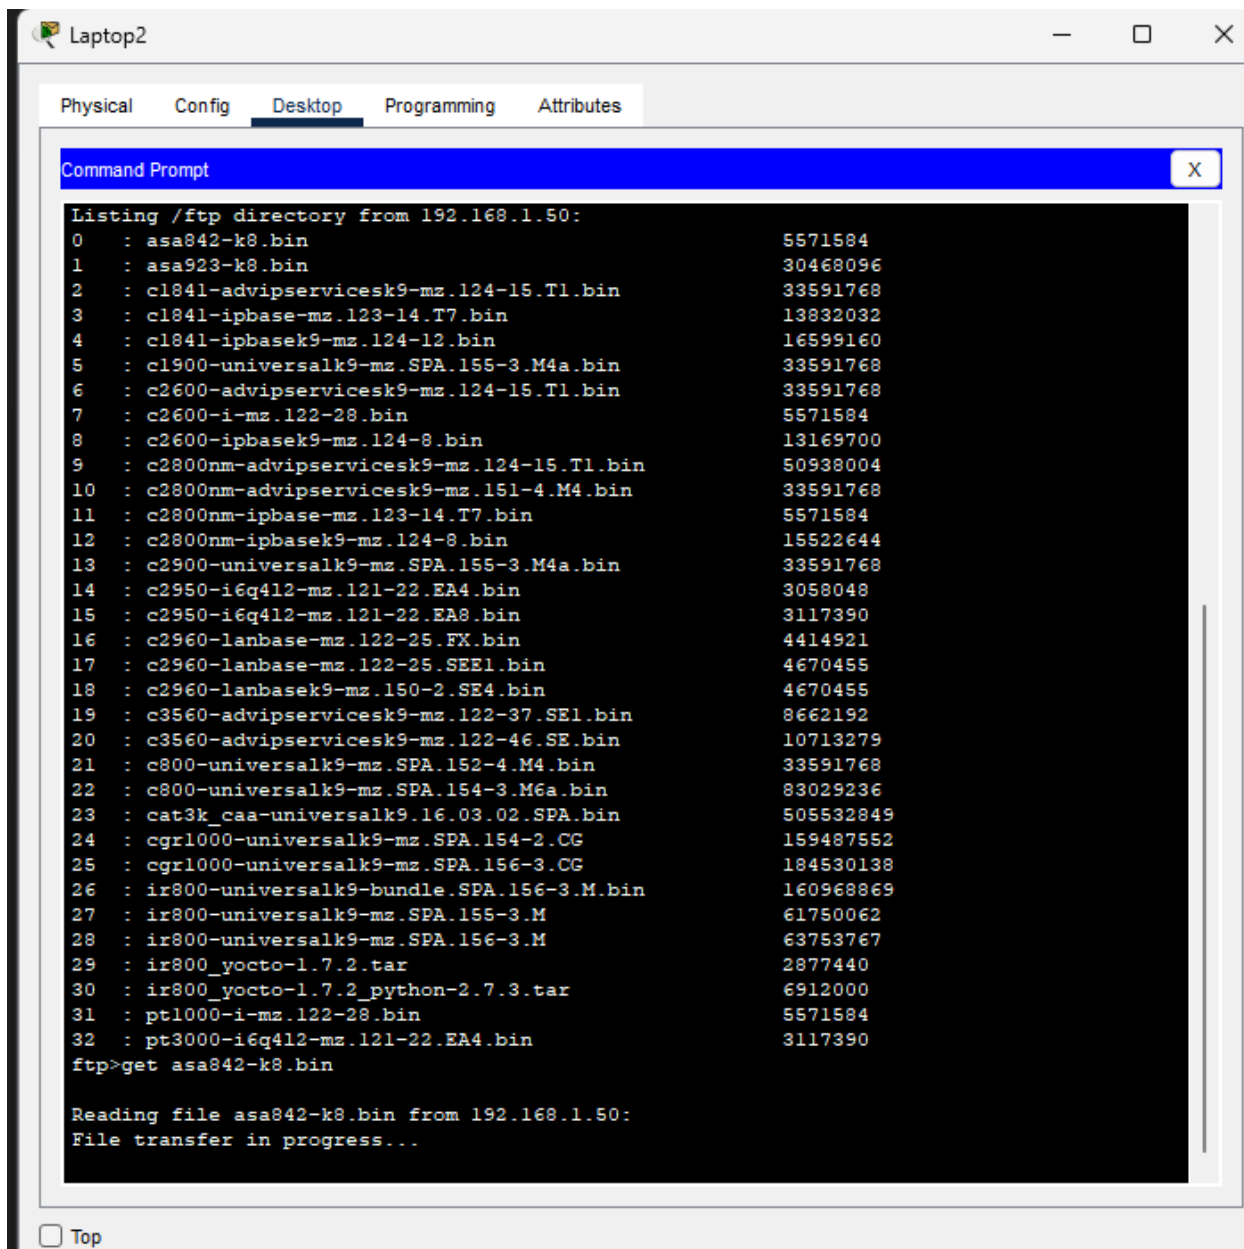 Laptop2
Physical Config Desktop Programming Attributes
Command Prompt X
Listing /ftp directory from 192.168.1.50:
0 : asa842-k8.bin 5571584
1 : asa923-k8.bin 30468096
2 : c1841-advipservicesk9-mz.124-15.T1.bin 33591768
3 : c1841-ipbase-mz.123-14.T7.bin 13832032
4 : c1841-ipbasek9-mz.124-12.bin 16599160
5 : c1900-universalk9-mz.SPA.155-3.M4a.bin 33591768
6 : c2600-advipservicesk9-mz.124-15.T1.bin 33591768
7 : c2600-i-mz.122-28.bin 5571584
8 : c2600-ipbasek9-mz.124-8.bin 13169700
9 : c2800nm-advipservicesk9-mz.124-15.T1.bin 50938004
10 : c2800nm-advipservicesk9-mz.151-4.M4.bin 33591768
11 : c2800nm-ipbase-mz.123-14.T7.bin 5571584
12 : c2800nm-ipbasek9-mz.124-8.bin 15522644
13 : c2900-universalk9-mz.SPA.155-3.M4a.bin 33591768
14 : c2950-i6q4l2-mz.121-22.EA4.bin 3058048
15 : c2950-i6q4l2-mz.121-22.EA8.bin 3117390
16 : c2960-lanbase-mz.122-25.FX.bin 4414921
17 : c2960-lanbase-mz.122-25.SEE1.bin 4670455
18 : c2960-lanbasek9-mz.150-2.SE4.bin 4670455
19 : c3560-advipservicesk9-mz.122-37.SE1.bin 8662192
20 : c3560-advipservicesk9-mz.122-46.SE.bin 10713279
21 : c800-universalk9-mz.SPA.152-4.M4.bin 33591768
22 : c800-universalk9-mz.SPA.154-3.M6a.bin 83029236
23 : cat3k_caa-universalk9.16.03.02.SPA.bin 505532849
24 : cgr1000-universalk9-mz.SPA.154-2.CG 159487552
25 : cgr1000-universalk9-mz.SPA.156-3.CG 184530138
26 : ir800-universalk9-bundle.SPA.156-3.M.bin 160968869
27 : ir800-universalk9-mz.SPA.155-3.M 61750062
28 : ir800-universalk9-mz.SPA.156-3.M 63753767
29 : ir800_yocto-1.7.2.tar 2877440
30 : ir800_yocto-1.7.2_python-2.7.3.tar 6912000
31 : pt1000-i-mz.122-28.bin 5571584
32 : pt3000-i6q4l2-mz.121-22.EA4.bin 3117390
ftp>get asa842-k8.bin
Reading file asa842-k8.bin from 192.168.1.50:
File transfer in progress...
Top